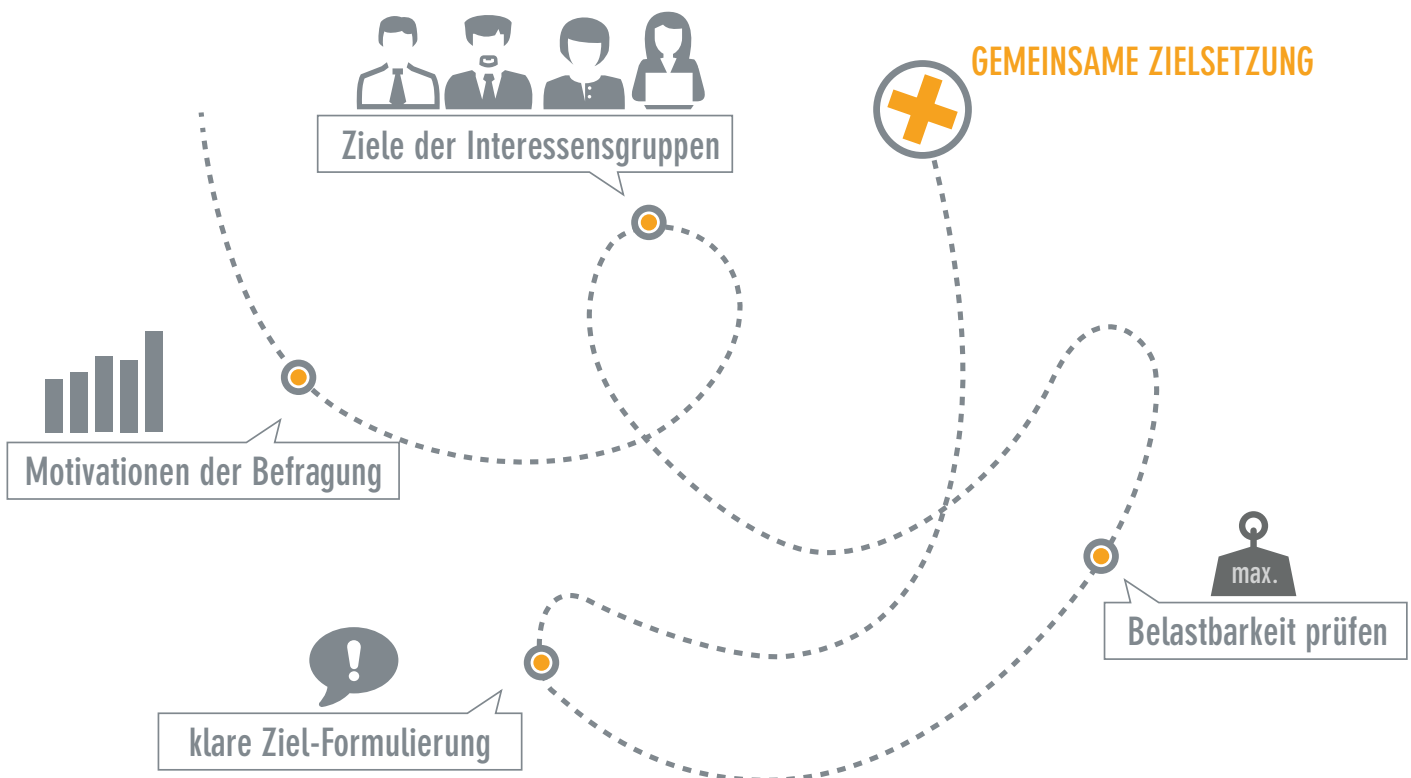 GEMEINSAME ZIELSETZUNG
Ziele der Interessensgruppen
Motivationen der Befragung
max.
Belastbarkeit prüfen
klare Ziel-Formulierung